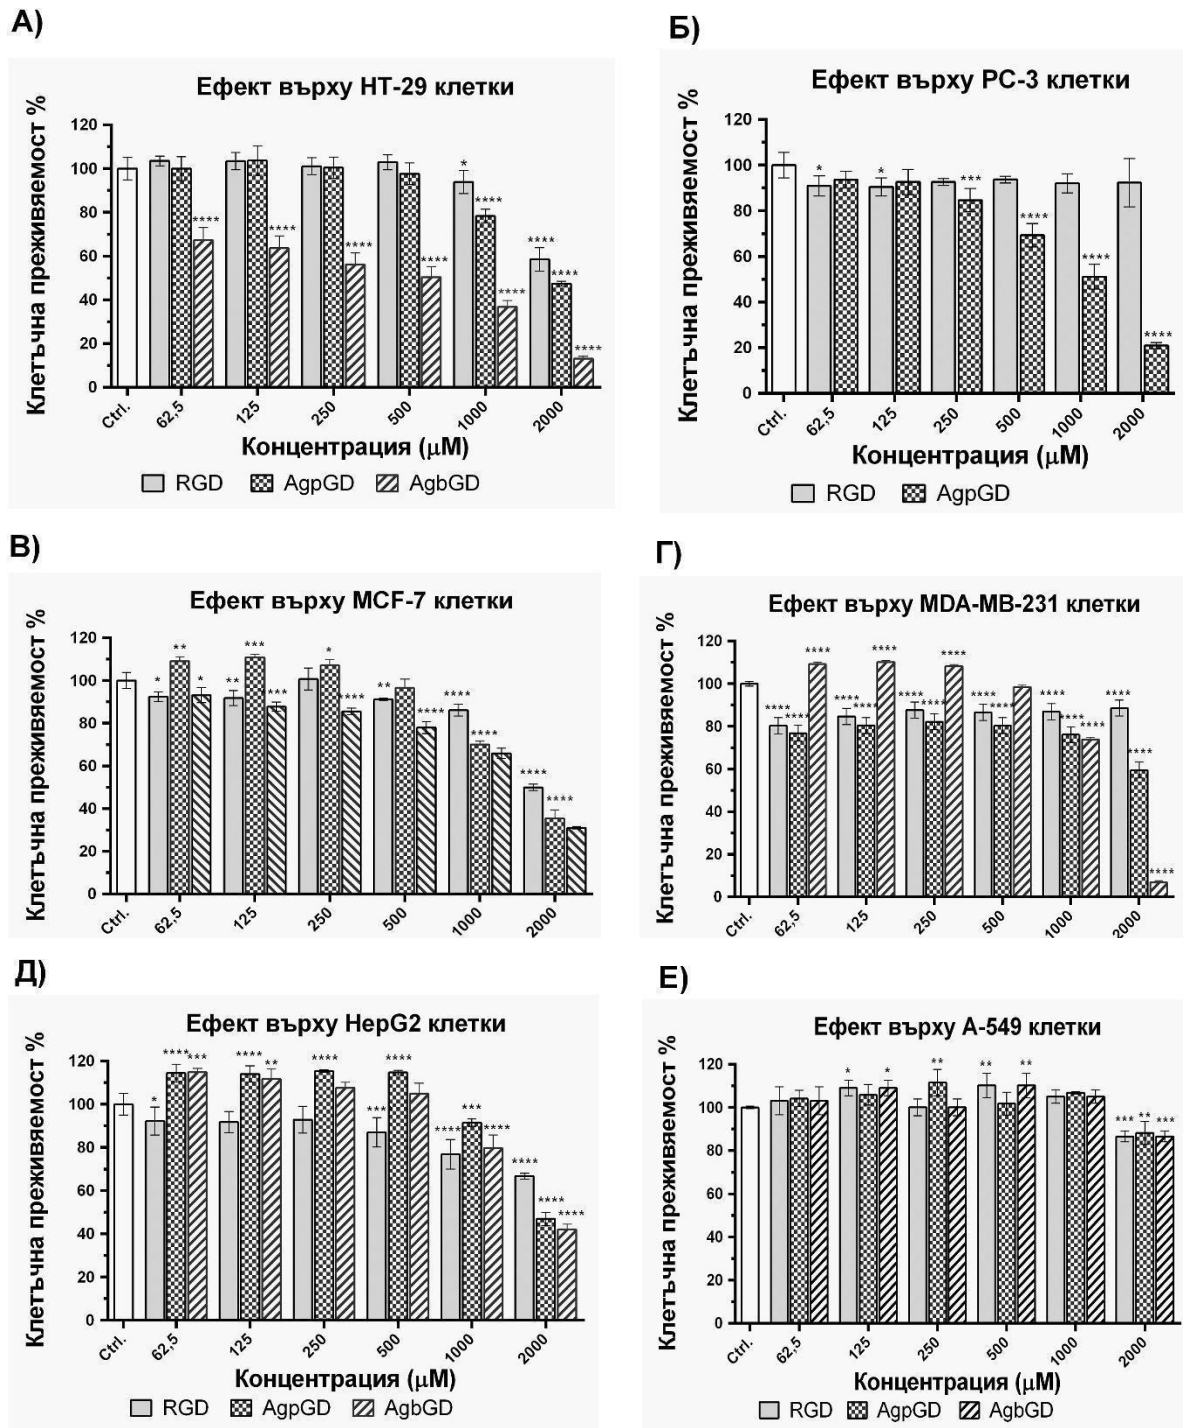 А)
Ефект върху HT-29 клетки
Клетъчна преживяемост %
120
100
80
60
40
20
0
* **** **** **** **** **** **** **** **** **** ****
Ctrl. 62,5 125 250 500 1000 2000
Концентрация (μM)
RGD AgpGD AgbGD
Б)
Ефект върху PC-3 клетки
Клетъчна преживяемост %
120
100
80
60
40
20
0
* * *** **** **** ****
Ctrl. 62,5 125 250 500 1000 2000
Концентрация (μM)
RGD AgpGD
В)
Ефект върху MCF-7 клетки
Клетъчна преживяемост %
120
100
80
60
40
20
0
* ** * ** *** *** * **** ** **** **** **** **** ****
Ctrl. 62,5 125 250 500 1000 2000
Г)
Ефект върху MDA-MB-231 клетки
Клетъчна преживяемост %
120
100
80
60
40
20
0
**** **** **** **** **** **** **** **** **** **** **** **** **** **** **** **** ****
Ctrl. 62,5 125 250 500 1000 2000
Д)
Ефект върху HepG2 клетки
Клетъчна преживяемост %
120
100
80
60
40
20
0
* **** *** **** ** **** *** **** **** *** **** **** **** ****
Ctrl. 62,5 125 250 500 1000 2000
Концентрация (μM)
RGD AgpGD AgbGD
Е)
Ефект върху A-549 клетки
Клетъчна преживяемост %
120
100
80
60
40
20
0
* * ** ** ** *** ** ***
Ctrl. 62,5 125 250 500 1000 2000
Концентрация (μM)
RGD AgpGD AgbGD